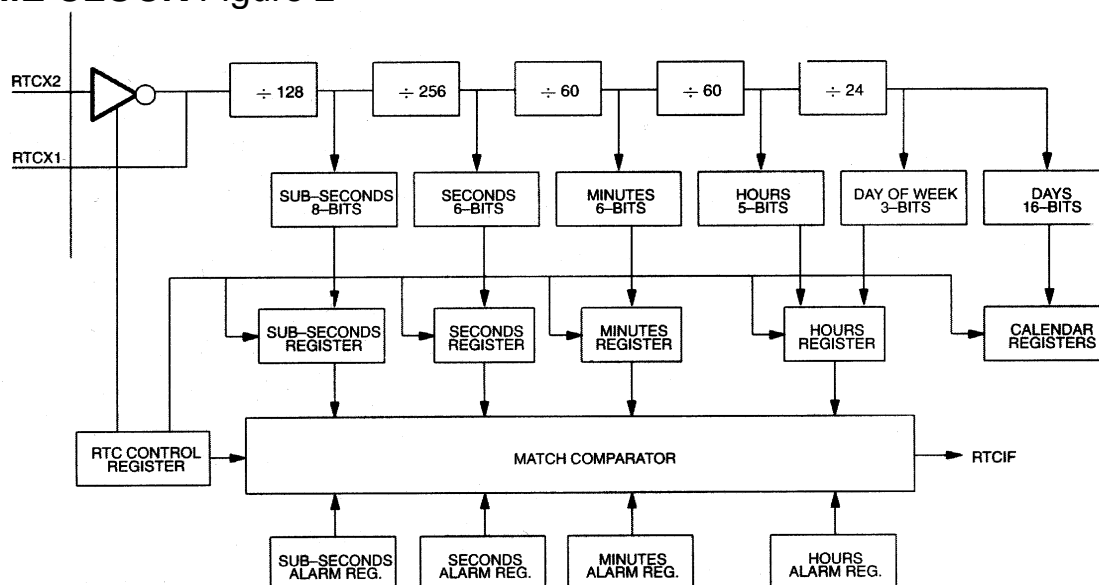 Figure 2
RTCX2
÷ 128
÷ 256
÷ 60
÷ 60
÷ 24
RTCX1
SUB–SECONDS
8–BITS
SECONDS
6–BITS
MINUTES
6–BITS
HOURS
5–BITS
DAY OF WEEK
3–BITS
DAYS
16–BITS
SUB–SECONDS
REGISTER
SECONDS
REGISTER
MINUTES
REGISTER
HOURS
REGISTER
CALENDAR
REGISTERS
RTC CONTROL
REGISTER
MATCH COMPARATOR
RTCIF
SUB–SECONDS
ALARM REG.
SECONDS
ALARM REG.
MINUTES
ALARM REG.
HOURS
ALARM REG.